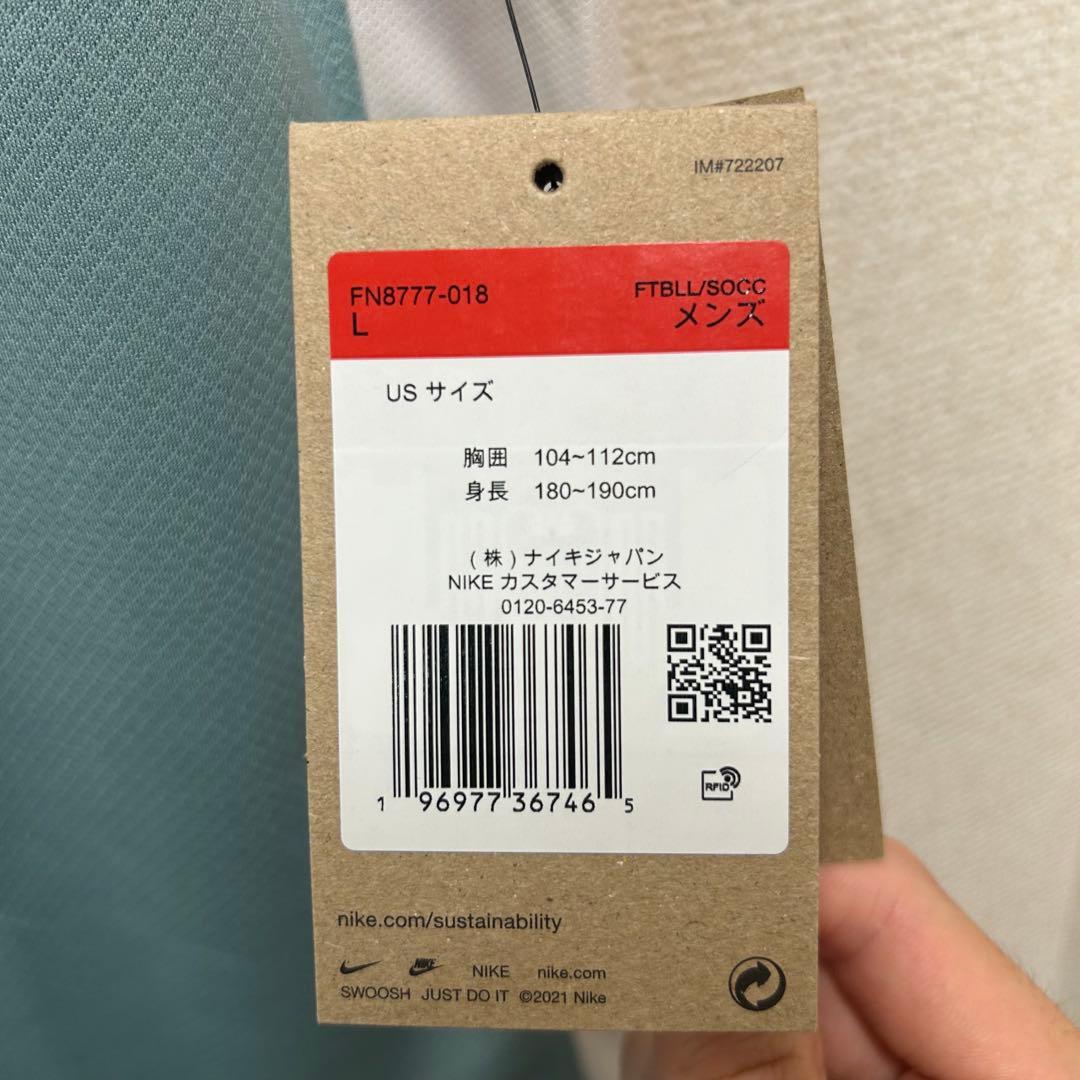 IM#722207
FN8777-018
L
FTBLL/SOCC
メンズ
US サイズ
胸囲 104~112cm
身長 180~190cm
(株)ナイキジャパン
NIKE カスタマーサービス
0120-6453-77
1 96977 36746 5
RFID
nike.com/sustainability
NIKE NIKE nike.com
SWOOSH JUST DO IT ©2021 Nike